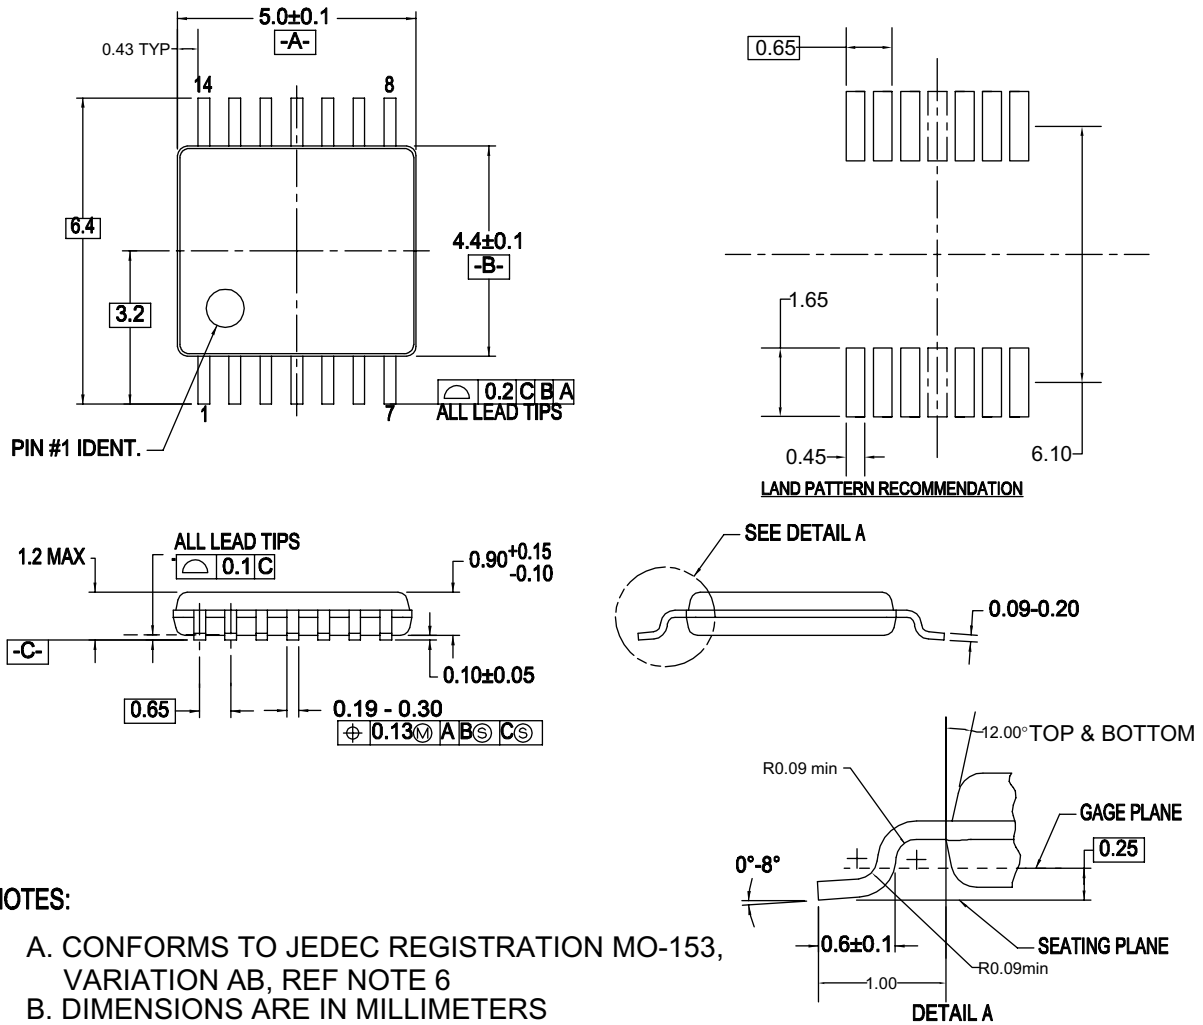 5.0±0.1
-A-
0.43 TYP
14
8
6.4
3.2
4.4±0.1
-B-
0.2 C B A
ALL LEAD TIPS
1
7
PIN #1 IDENT.
0.65
1.65
0.45
6.10
LAND PATTERN RECOMMENDATION
1.2 MAX
ALL LEAD TIPS
0.1 C
0.90 +0.15
-0.10
-C-
0.10±0.05
0.65
0.19 - 0.30
⌖ 0.13Ⓜ A BⓈ CⓈ
SEE DETAIL A
0.09-0.20
12.00° TOP & BOTTOM
R0.09 min
GAGE PLANE
0.25
0°-8°
0.6±0.1
SEATING PLANE
R0.09min
1.00
DETAIL A
NOTES:
A. CONFORMS TO JEDEC REGISTRATION MO-153,
VARIATION AB, REF NOTE 6
B. DIMENSIONS ARE IN MILLIMETERS